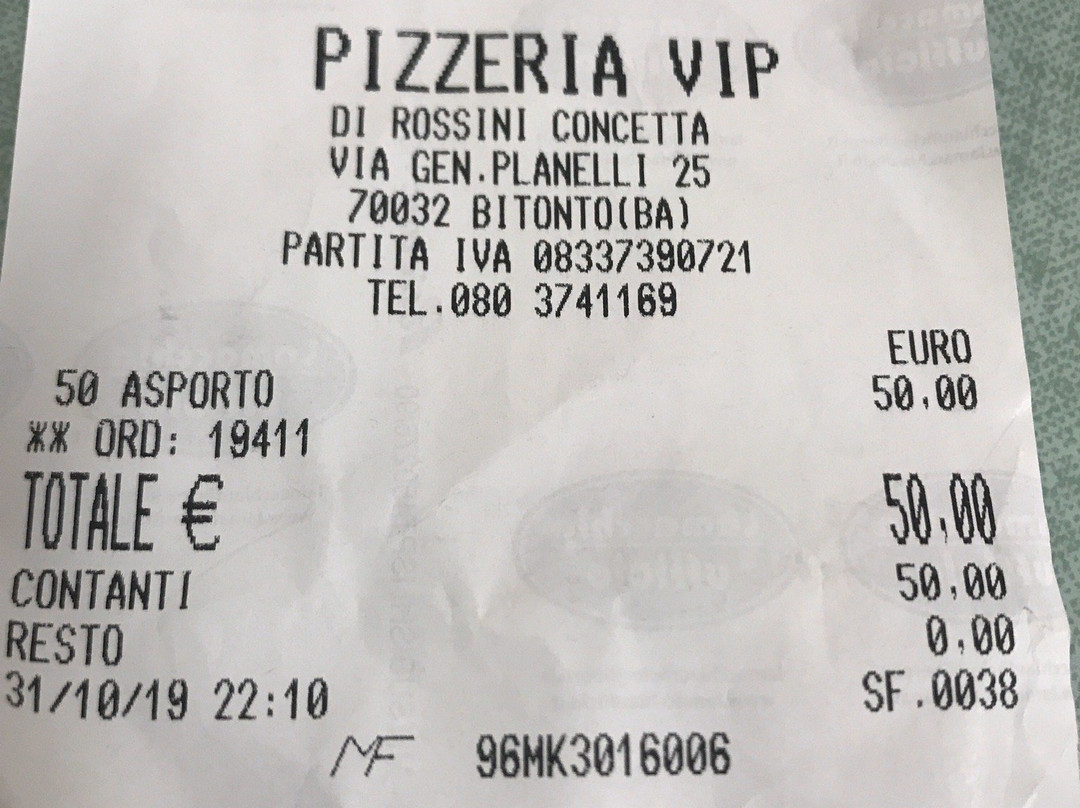 PIZZERIA VIP
DI ROSSINI CONCETTA
VIA GEN.PLANELLI 25
70032 BITONTO(BA)
PARTITA IVA 08337390721
TEL.080 3741169
EURO
50 ASPORTO 50,00
** ORD: 19411
TOTALE € 50,00
CONTANTI 50,00
RESTO 0,00
31/10/19 22:10 SF.0038
MF 96MK3016006